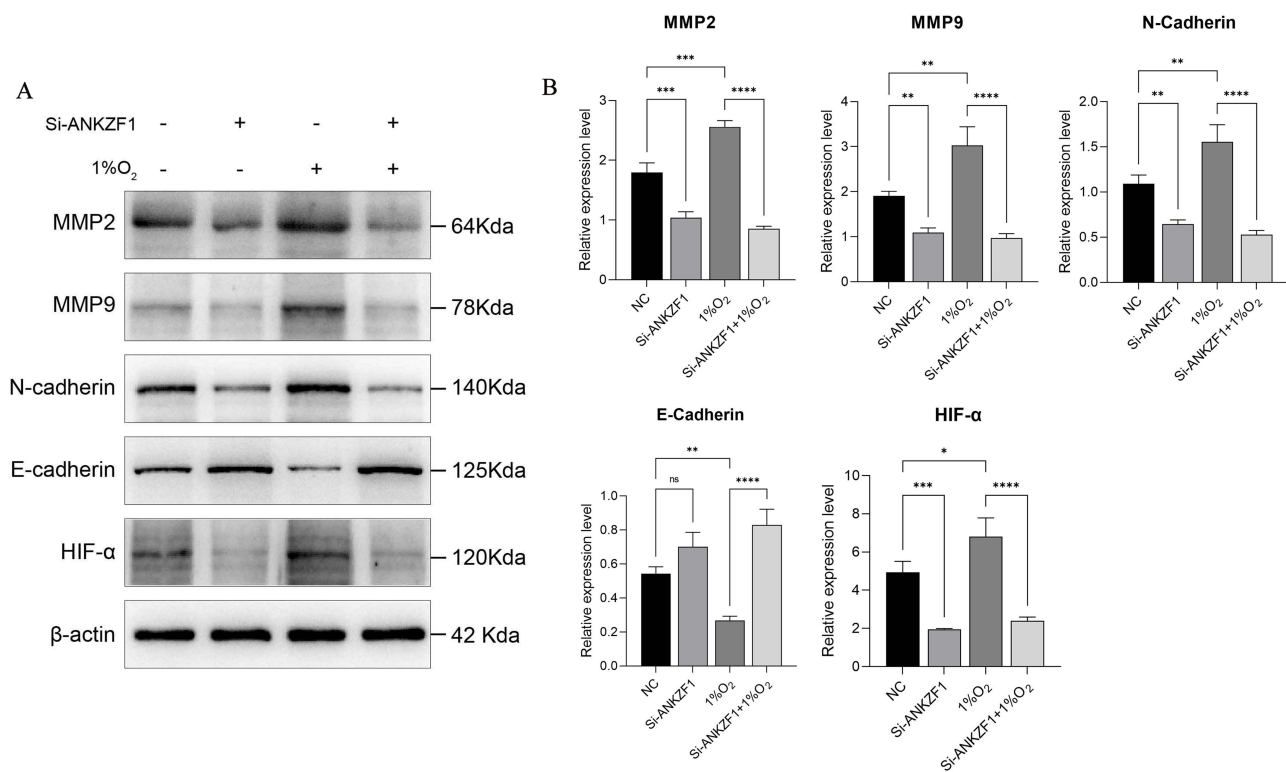 A
Si-ANKZF1 - + - +
1%O₂ - - + +
MMP2 64Kda
MMP9 78Kda
N-cadherin 140Kda
E-cadherin 125Kda
HIF-α 120Kda
β-actin 42 Kda
B
MMP2
Relative expression level
3
2
1
0
***
***
****
NC
Si-ANKZF1
1%O₂
Si-ANKZF1+1%O₂
MMP9
Relative expression level
4
3
2
1
0
**
**
****
NC
Si-ANKZF1
1%O₂
Si-ANKZF1+1%O₂
N-Cadherin
Relative expression level
2.0
1.5
1.0
0.5
0.0
**
**
****
NC
Si-ANKZF1
1%O₂
Si-ANKZF1+1%O₂
E-Cadherin
Relative expression level
1.0
0.8
0.6
0.4
0.2
0.0
**
ns
****
NC
Si-ANKZF1
1%O₂
Si-ANKZF1+1%O₂
HIF-α
Relative expression level
10
8
6
4
2
0
*
***
****
NC
Si-ANKZF1
1%O₂
Si-ANKZF1+1%O₂